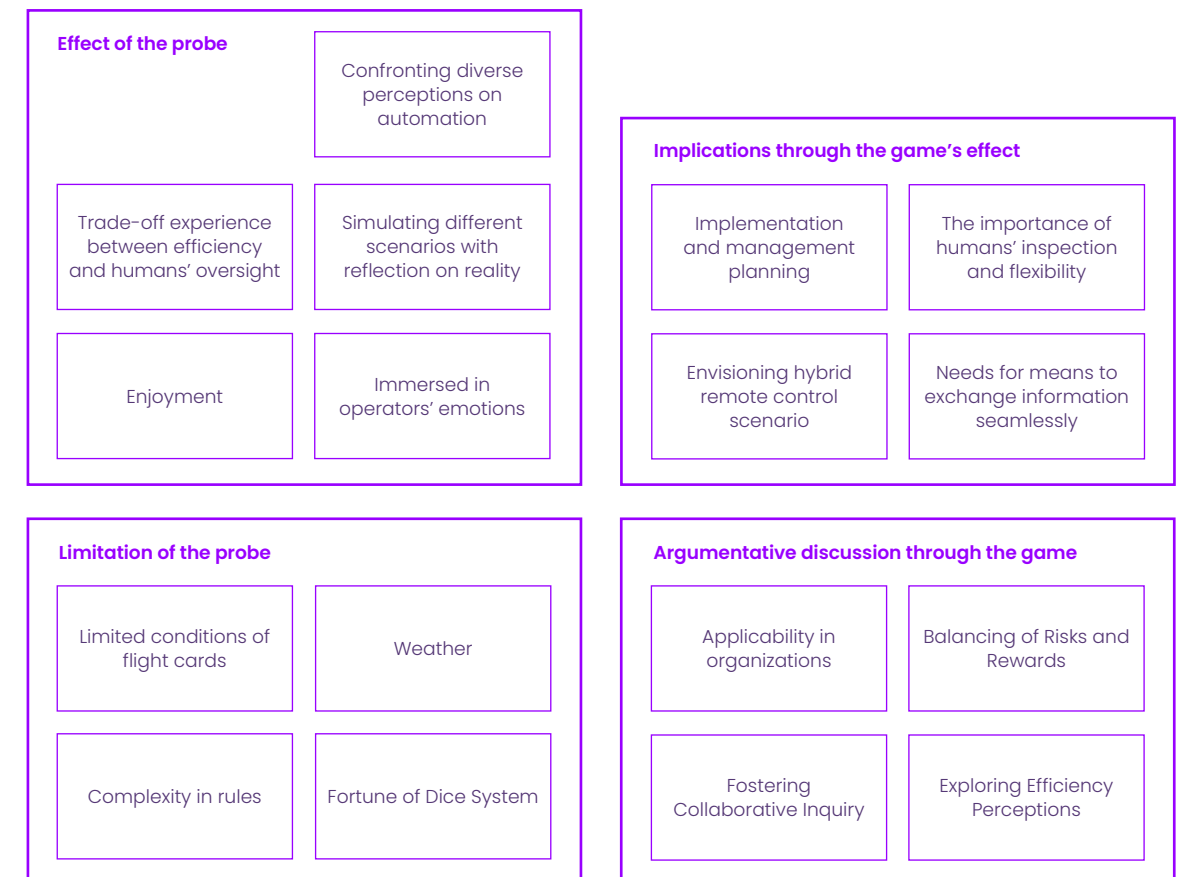 Effect of the probe
Confronting diverse
perceptions on
automation
Trade-off experience
between efficiency
and humans’ oversight
Simulating different
scenarios with
reflection on reality
Enjoyment
Immersed in
operators’ emotions
Implications through the game’s effect
Implementation
and management
planning
The importance of
humans’ inspection
and flexibility
Envisioning hybrid
remote control
scenario
Needs for means to
exchange information
seamlessly
Limitation of the probe
Limited conditions of
flight cards
Weather
Complexity in rules
Fortune of Dice System
Argumentative discussion through the game
Applicability in
organizations
Balancing of Risks and
Rewards
Fostering
Collaborative Inquiry
Exploring Efficiency
Perceptions